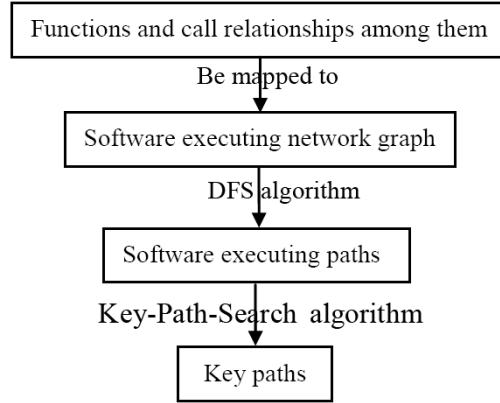 Functions and call relationships among them
Be mapped to
Software executing network graph
DFS algorithm
Software executing paths
Key-Path-Search algorithm
Key paths